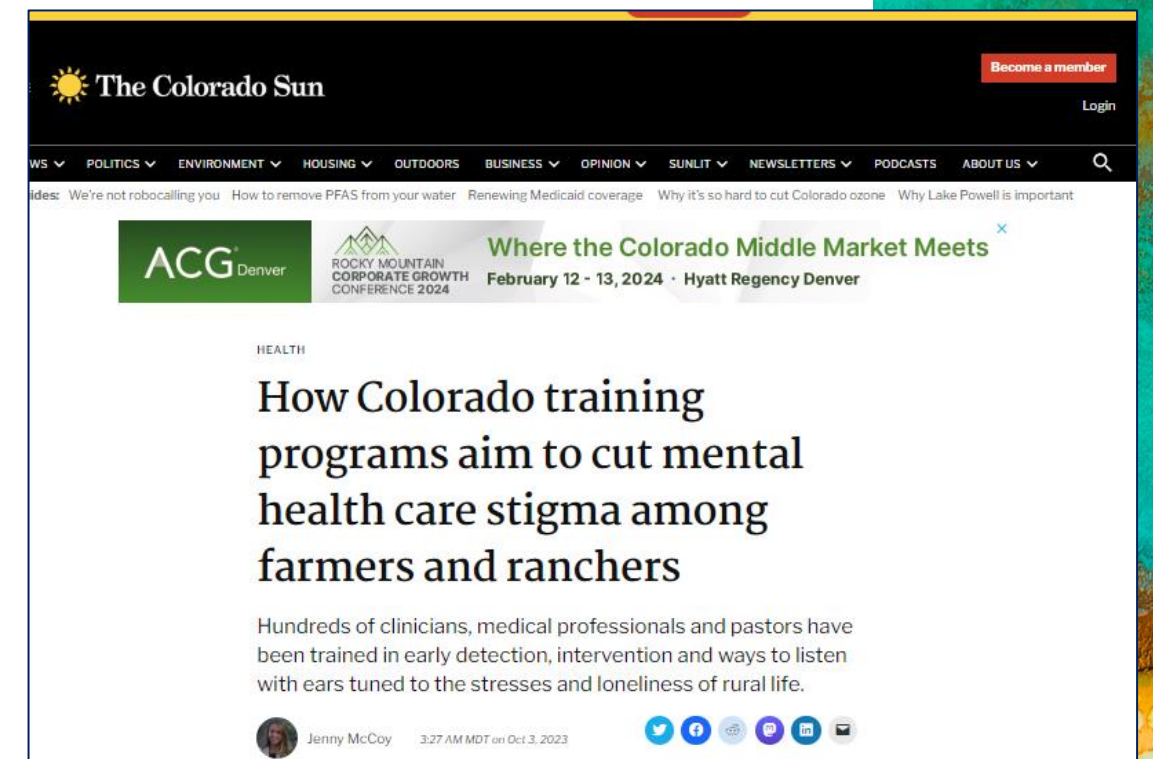 The Colorado Sun
Become a member
Login
WS POLITICS ENVIRONMENT HOUSING OUTDOORS BUSINESS OPINION SUNLIT NEWSLETTERS PODCASTS ABOUT US
ides: We're not robocalling you How to remove PFAS from your water Renewing Medicaid coverage Why it's so hard to cut Colorado ozone Why Lake Powell is important
ACG Denver
ROCKY MOUNTAIN
CORPORATE GROWTH
CONFERENCE 2024
Where the Colorado Middle Market Meets
February 12 - 13, 2024 · Hyatt Regency Denver
HEALTH
How Colorado training
programs aim to cut mental
health care stigma among
farmers and ranchers
Hundreds of clinicians, medical professionals and pastors have
been trained in early detection, intervention and ways to listen
with ears tuned to the stresses and loneliness of rural life.
Jenny McCoy 3:27 AM MDT on Oct 3, 2023